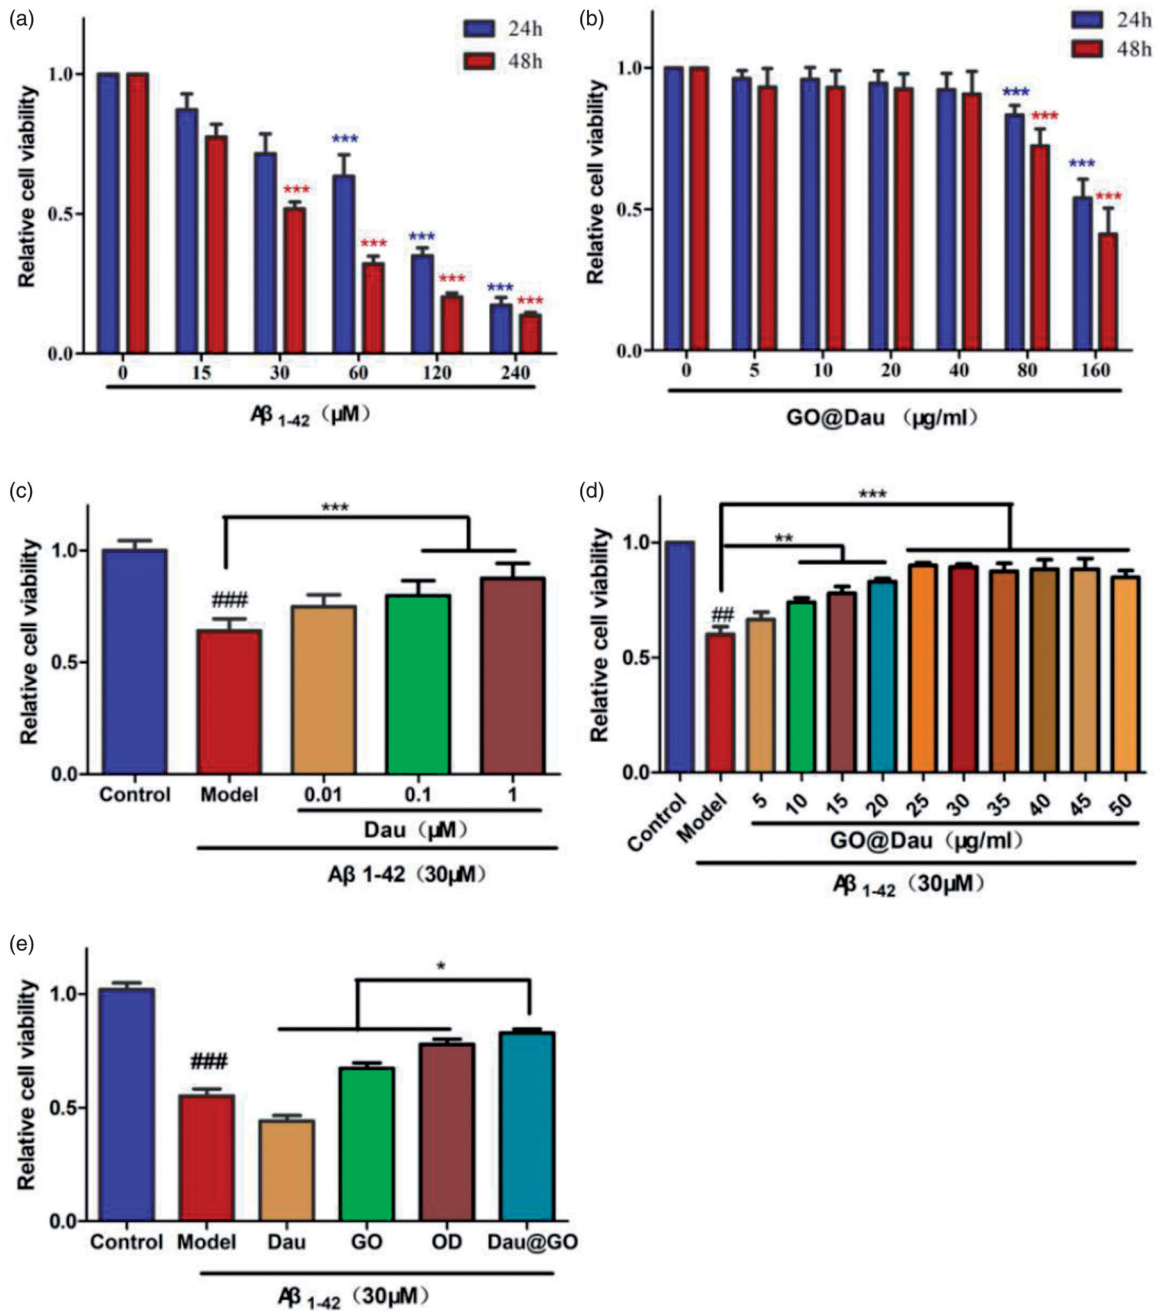 (a)
24h
48h
Relative cell viability
1.0
0.5
0.0
***
***
***
***
***
***
***
0 15 30 60 120 240
Aβ 1-42 (μM)
(b)
24h
48h
Relative cell viability
1.0
0.5
0.0
***
***
***
***
0 5 10 20 40 80 160
GO@Dau (μg/ml)
(c)
Relative cell viability
1.0
0.5
0.0
***
###
Control Model 0.01 0.1 1
Dau (μM)
Aβ 1-42 (30μM)
(d)
Relative cell viability
1.0
0.5
0.0
***
**
##
Control Model 5 10 15 20 25 30 35 40 45 50
GO@Dau (μg/ml)
Aβ 1-42 (30μM)
(e)
Relative cell viability
1.0
0.5
0.0
*
###
Control Model Dau GO OD Dau@GO
Aβ 1-42 (30μM)